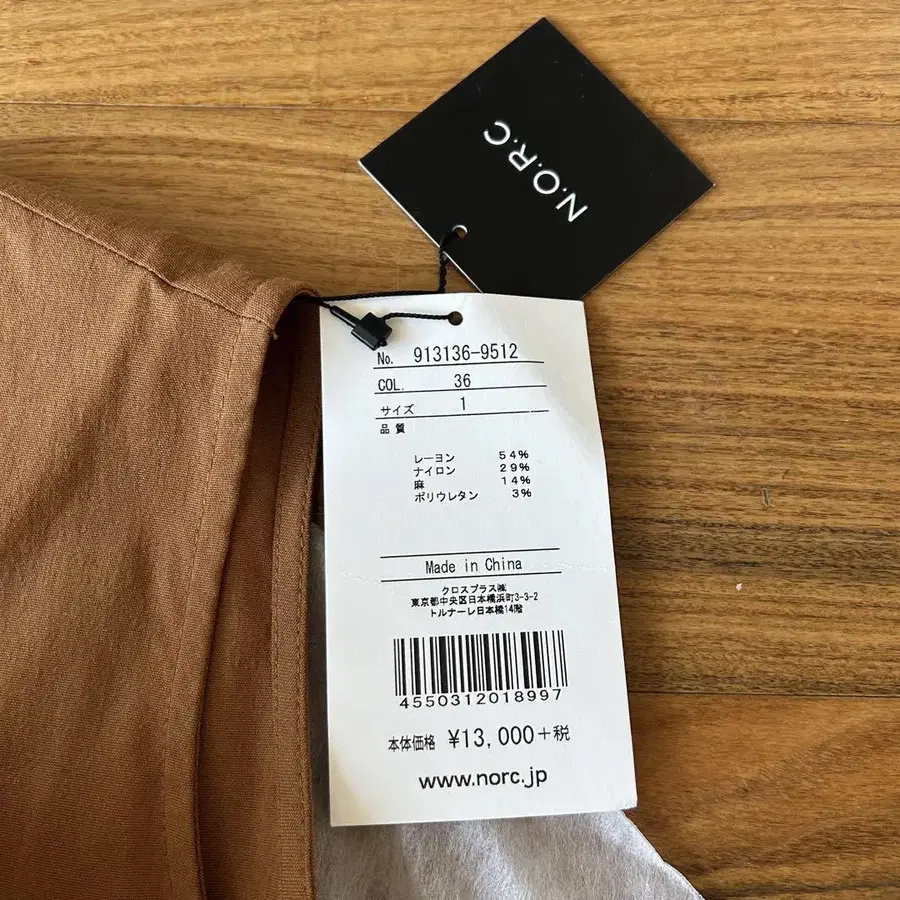 N.O.R.C
No. 913136-9512
COL. 36
サイズ 1
品質
レーヨン 54%
ナイロン 29%
麻 14%
ポリウレタン 3%
Made in China
クロスプラス㈱
東京都中央区日本橋浜町3-3-2
トルナーレ日本橋14階
4550312018997
本体価格 ¥13,000+税
www.norc.jp